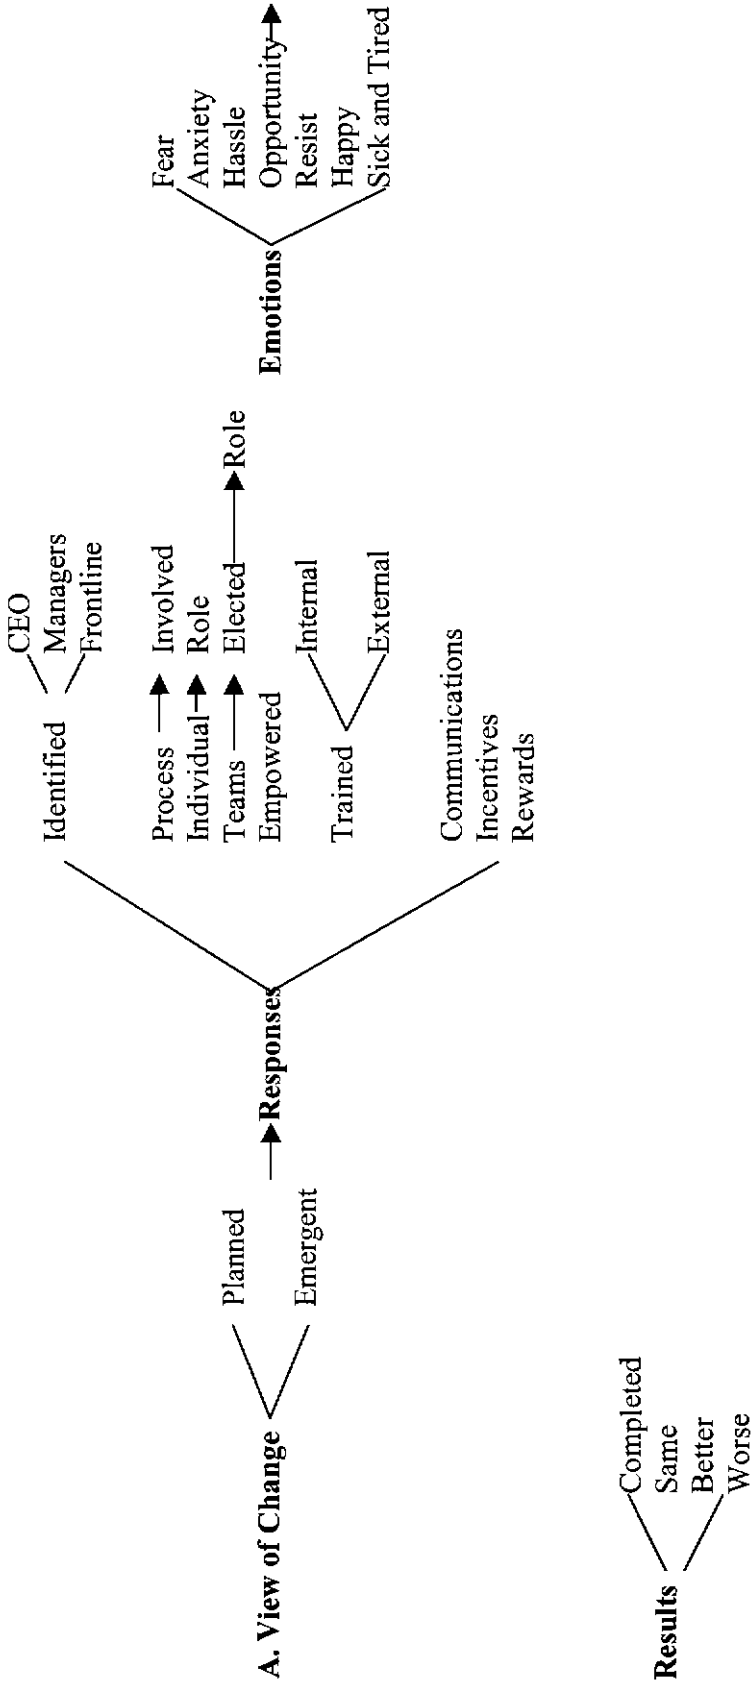 A. View of Change
Planned
Emergent
Responses
Identified
CEO
Managers
Frontline
Process Involved
Individual Role
Teams Elected Role
Empowered
Trained
Internal
External
Communications
Incentives
Rewards
Emotions
Fear
Anxiety
Hassle
Opportunity
Resist
Happy
Sick and Tired
Results
Completed
Same
Better
Worse